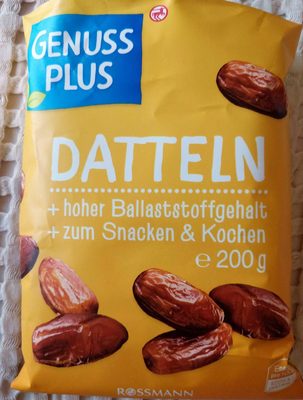 GENUSS
PLUS
DATTELN
+ hoher Ballaststoffgehalt
+ zum Snacken & Kochen
℮ 200 g
ROSSMANN